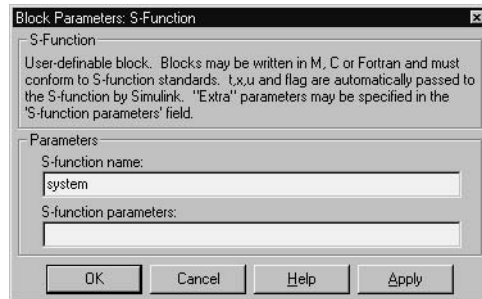 Block Parameters: S-Function
S-Function
User-definable block. Blocks may be written in M, C or Fortran and must
conform to S-function standards. t,x,u and flag are automatically passed to
the S-function by Simulink. "Extra" parameters may be specified in the
'S-function parameters' field.
Parameters
S-function name:
system
S-function parameters:
OK Cancel Help Apply